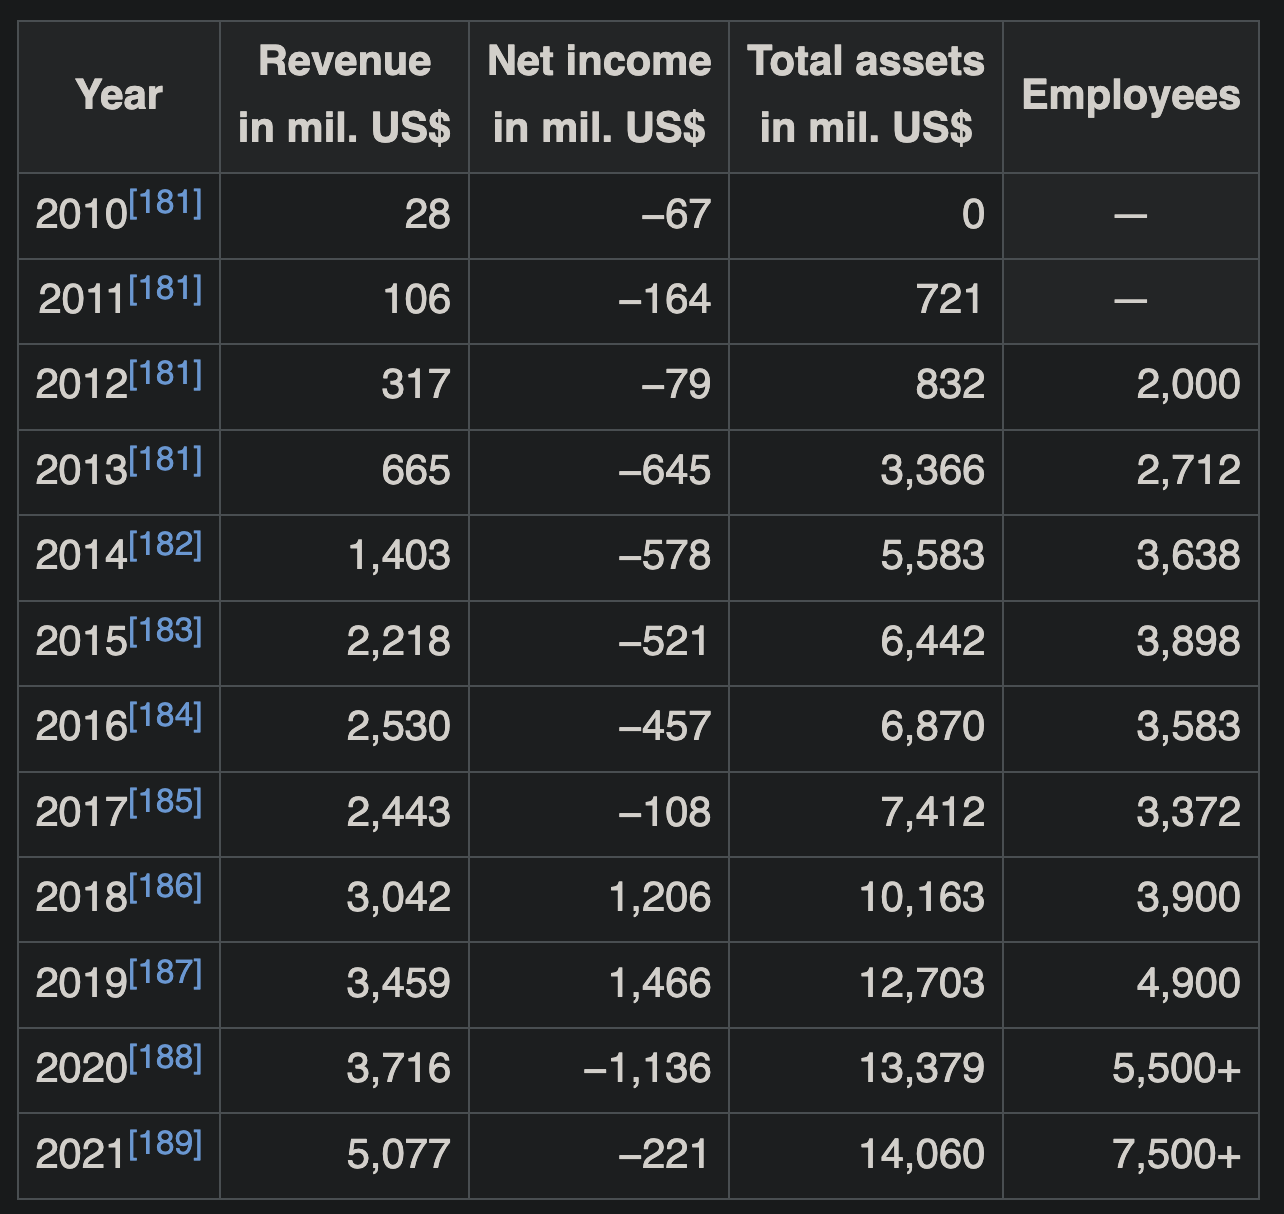 Year Revenue in mil. US$ Net income in mil. US$ Total assets in mil. US$ Employees
2010[181] 28 −67 0 —
2011[181] 106 −164 721 —
2012[181] 317 −79 832 2,000
2013[181] 665 −645 3,366 2,712
2014[182] 1,403 −578 5,583 3,638
2015[183] 2,218 −521 6,442 3,898
2016[184] 2,530 −457 6,870 3,583
2017[185] 2,443 −108 7,412 3,372
2018[186] 3,042 1,206 10,163 3,900
2019[187] 3,459 1,466 12,703 4,900
2020[188] 3,716 −1,136 13,379 5,500+
2021[189] 5,077 −221 14,060 7,500+